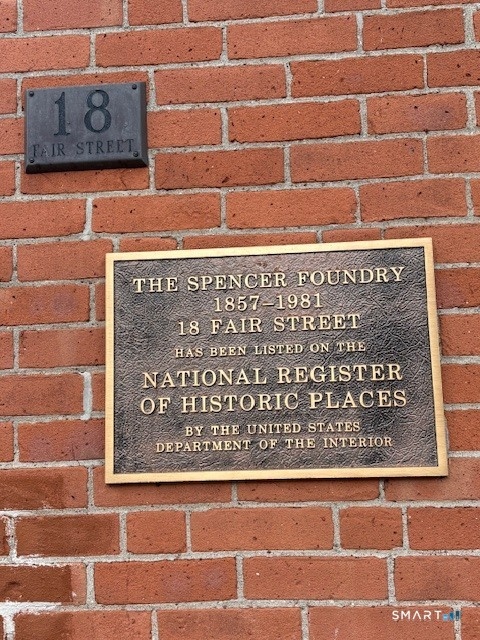 18
FAIR STREET
THE SPENCER FOUNDRY
1857–1981
18 FAIR STREET
HAS BEEN LISTED ON THE
NATIONAL REGISTER
OF HISTORIC PLACES
BY THE UNITED STATES
DEPARTMENT OF THE INTERIOR
SMART